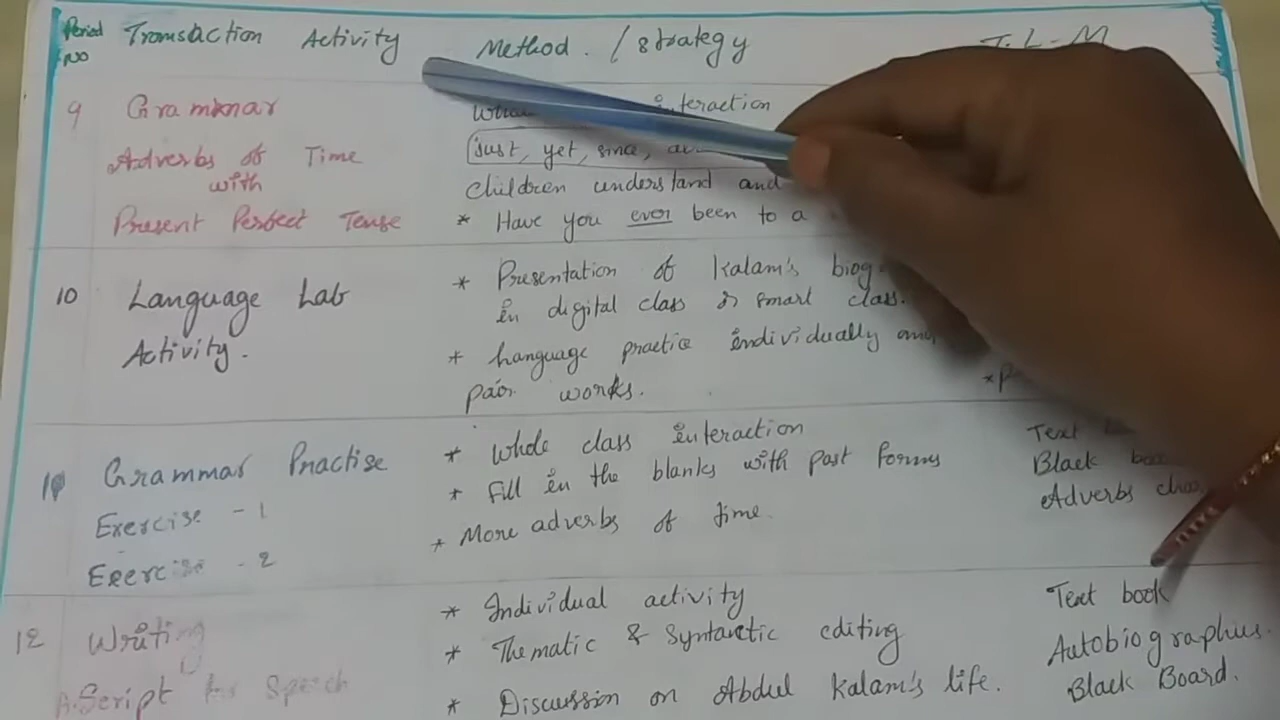 Period No Transaction Activity Method. / Strategy T.L-M
9 Grammar
Adverbs of Time
with
Present Perfect Tense
interaction
just, yet, since,
children understand and
* Have you ever been to a
10 Language Lab
Activity.
* Presentation of Kalam's
in digital class or smart class.
* Language practice individually and
pair works.
11 Grammar Practise
Exercise - 1
Exercise - 2
* Whole class interaction
* Fill in the blanks with past forms
* More adverbs of time.
Text
Black
Adverbs
12 Writing
A. Script for Speech
* Individual activity
* Thematic & Syntactic editing
* Discussion on Abdul Kalam's life.
Text book
Autobiographies.
Black Board.